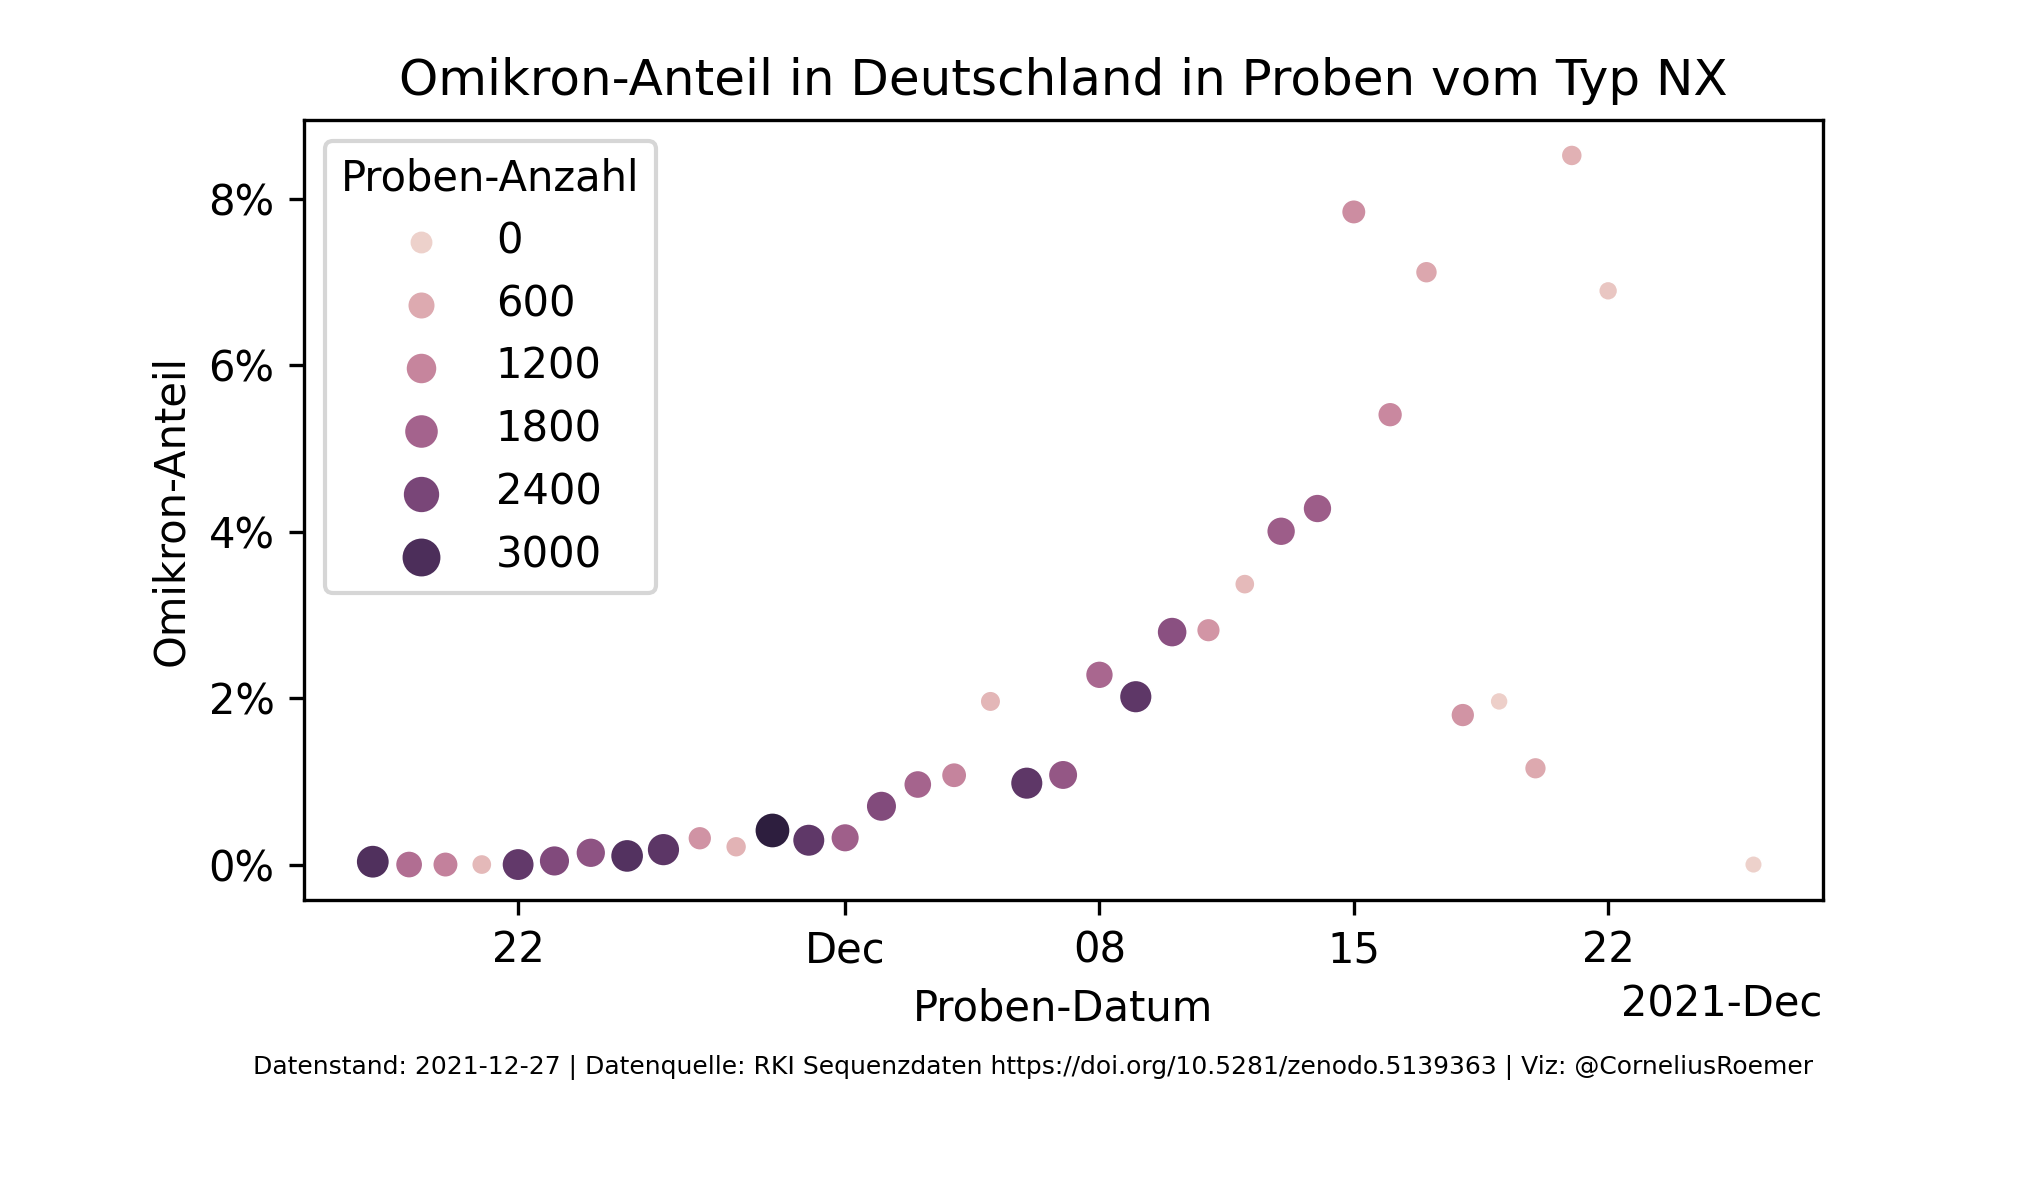 Omikron-Anteil in Deutschland in Proben vom Typ NX
Proben-Anzahl
0
600
1200
1800
2400
3000
8%
6%
4%
2%
0%
Omikron-Anteil
22
Dec
08
15
22
2021-Dec
Proben-Datum
Datenstand: 2021-12-27 | Datenquelle: RKI Sequenzdaten https://doi.org/10.5281/zenodo.5139363 | Viz: @CorneliusRoemer